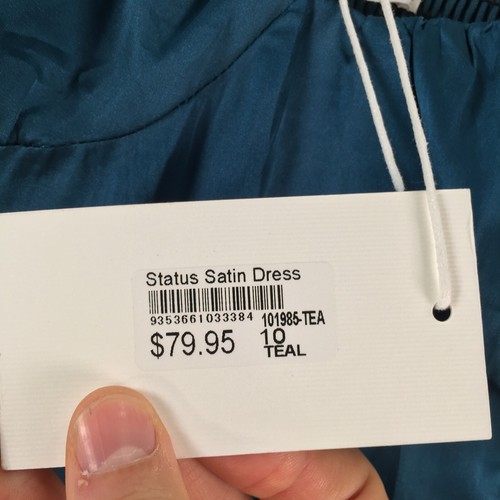 Status Satin Dress
9353661033384 101985-TEA
$79.95 10
TEAL